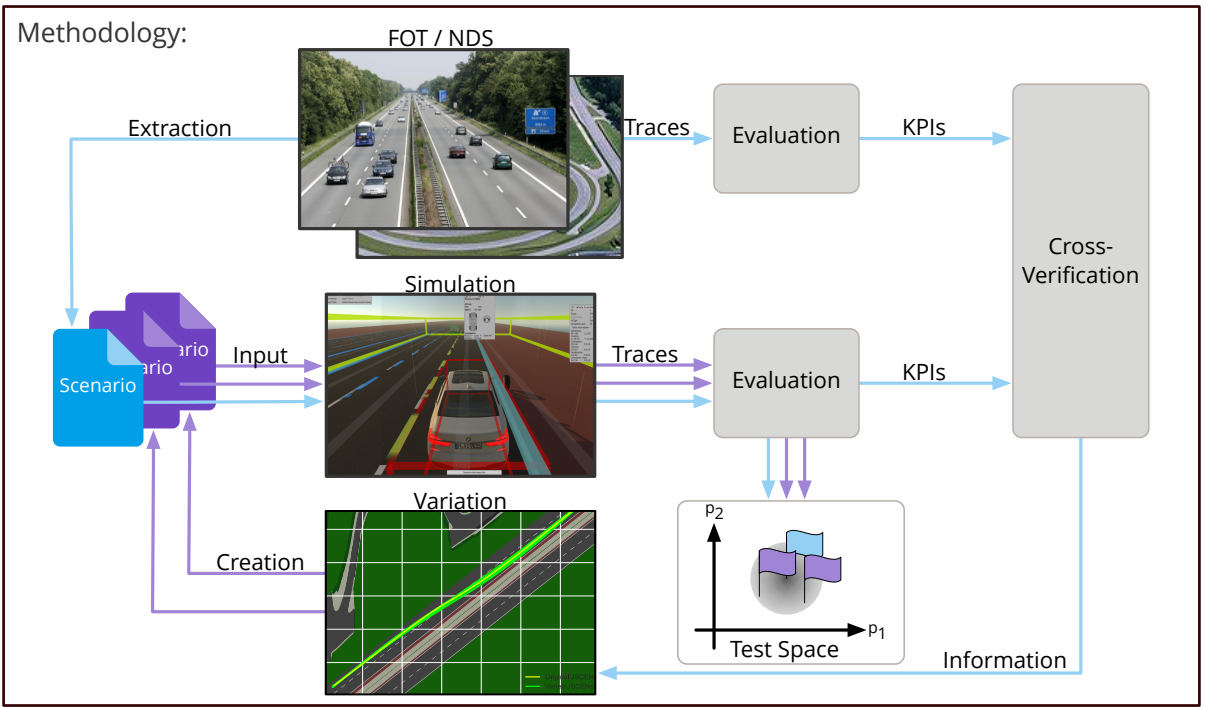 Methodology:
FOT / NDS
Extraction
Traces
Evaluation
KPIs
Cross-
Verification
Simulation
ario
ario
Scenario
Input
Traces
Evaluation
KPIs
Variation
Creation
p2
p1
Test Space
Information